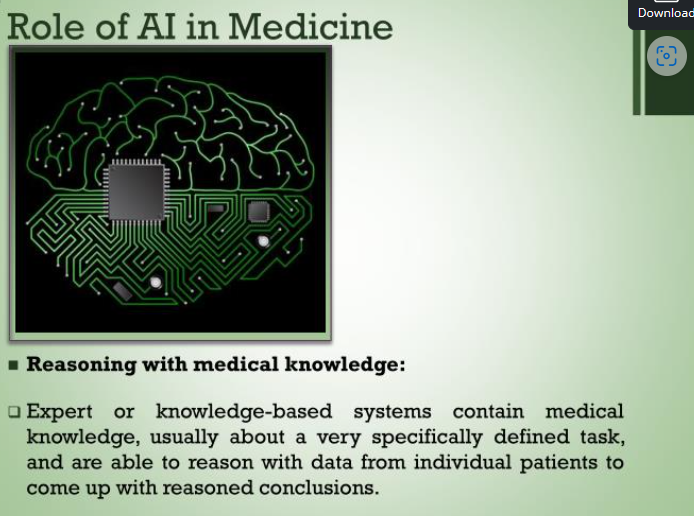 Role of AI in Medicine
Download
■ Reasoning with medical knowledge:
❑ Expert or knowledge-based systems contain medical
knowledge, usually about a very specifically defined task,
and are able to reason with data from individual patients to
come up with reasoned conclusions.